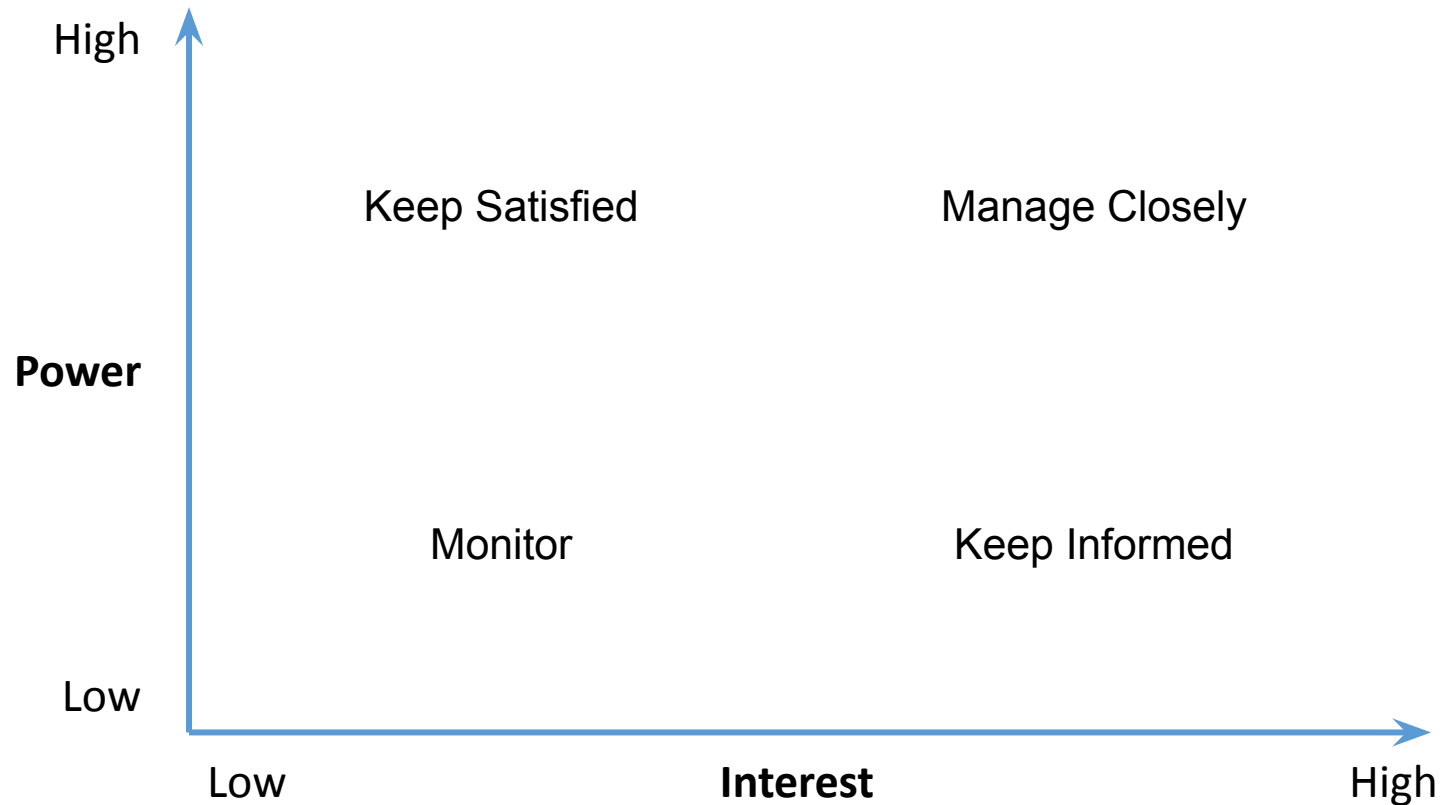 High
Keep Satisfied Manage Closely
Power
Monitor Keep Informed
Low
Low Interest High